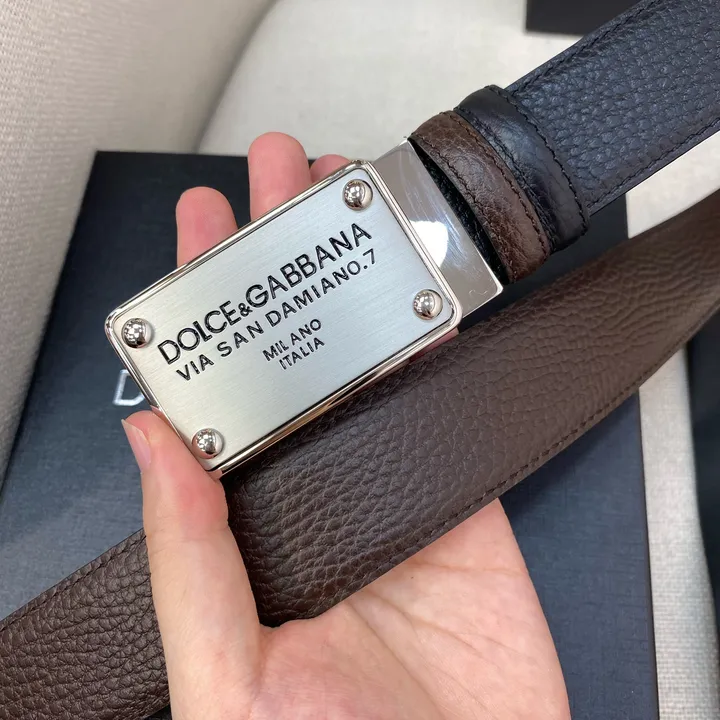 DOLCE&GABBANA
VIA SAN DAMIANO.7
MILANO
ITALIA
D